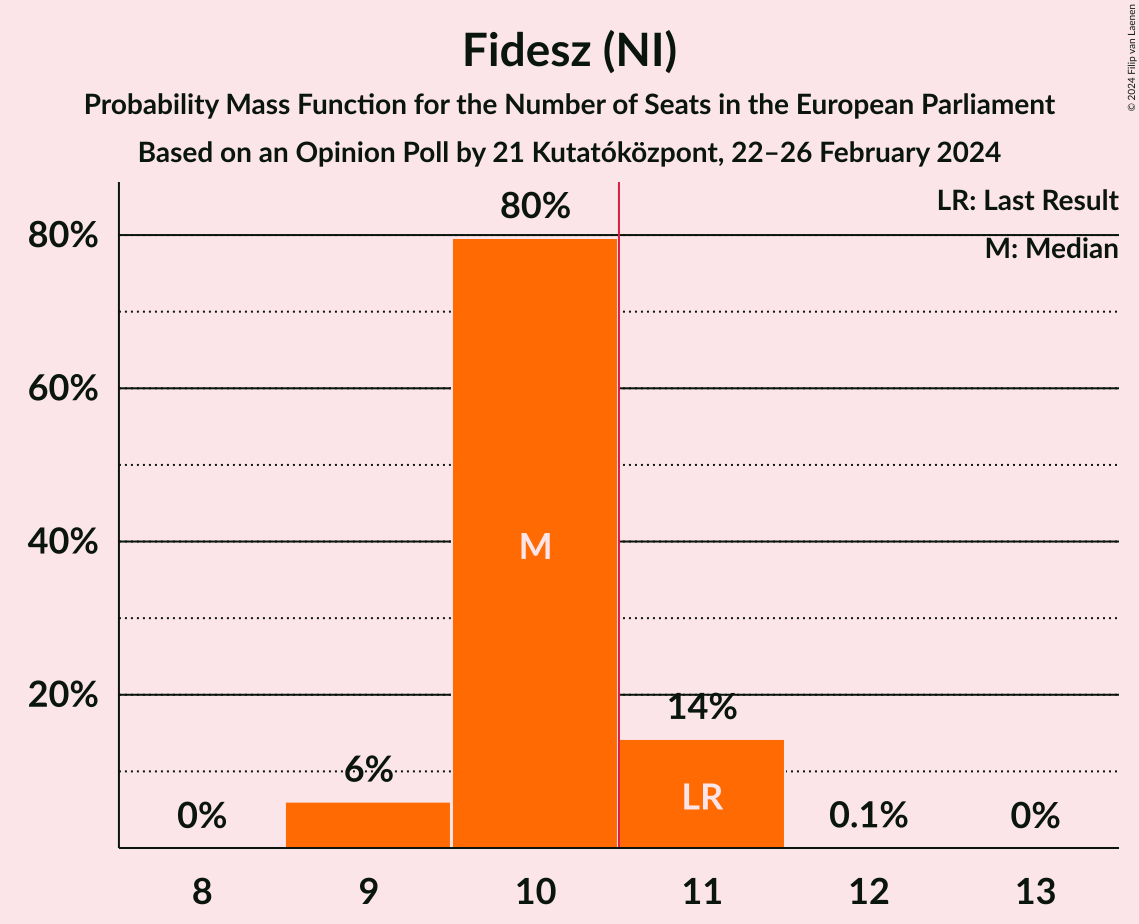 Fidesz (NI)
Probability Mass Function for the Number of Seats in the European Parliament
Based on an Opinion Poll by 21 Kutatóközpont, 22–26 February 2024
© 2024 Filip van Laenen
LR: Last Result
M: Median
80%
60%
40%
20%
0%
6%
80%
14%
0.1%
0%
M
LR
8
9
10
11
12
13